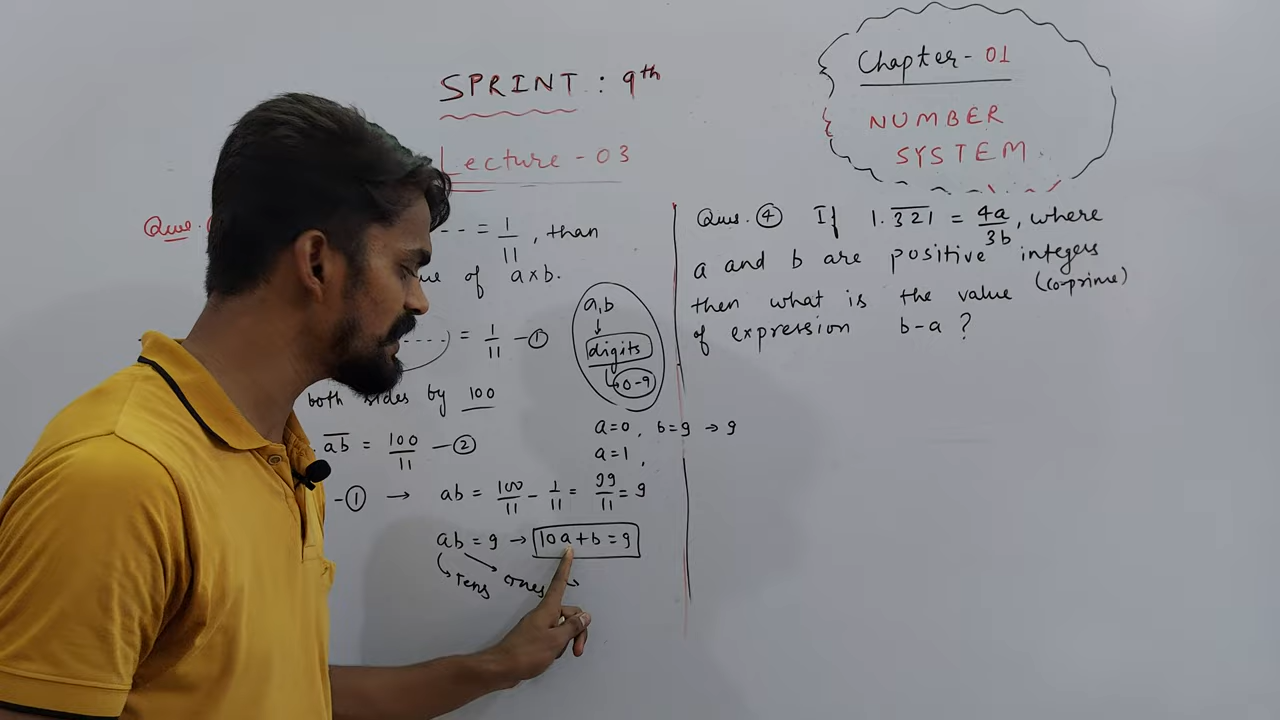 SPRINT : 9th
Lecture - 03
Chapter - 01
NUMBER
SYSTEM
Que.
--- = 1/11, than
of a×b.
---- = 1/11 — ①
both sides by 100
a,b
↓
digits
0-9
. a̅b̅ = 100/11 — ②
a=0, b=9 → 9
a=1,
- ① → ab = 100/11 - 1/11 = 99/11 = 9
ab = 9 → 10a+b=9
Tens ones
Que. ④ If 1.3̅2̅1̅ = 4a/3b, where
a and b are positive integers
(co-prime)
then what is the value
of expression b-a ?